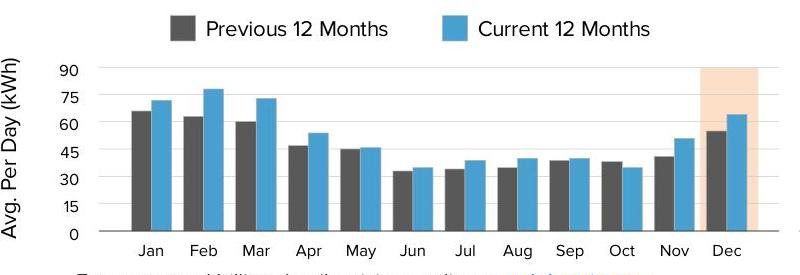 Previous 12 Months Current 12 Months
Avg. Per Day (kWh)
90
75
60
45
30
15
0
Jan Feb Mar Apr May Jun Jul Aug Sep Oct Nov Dec